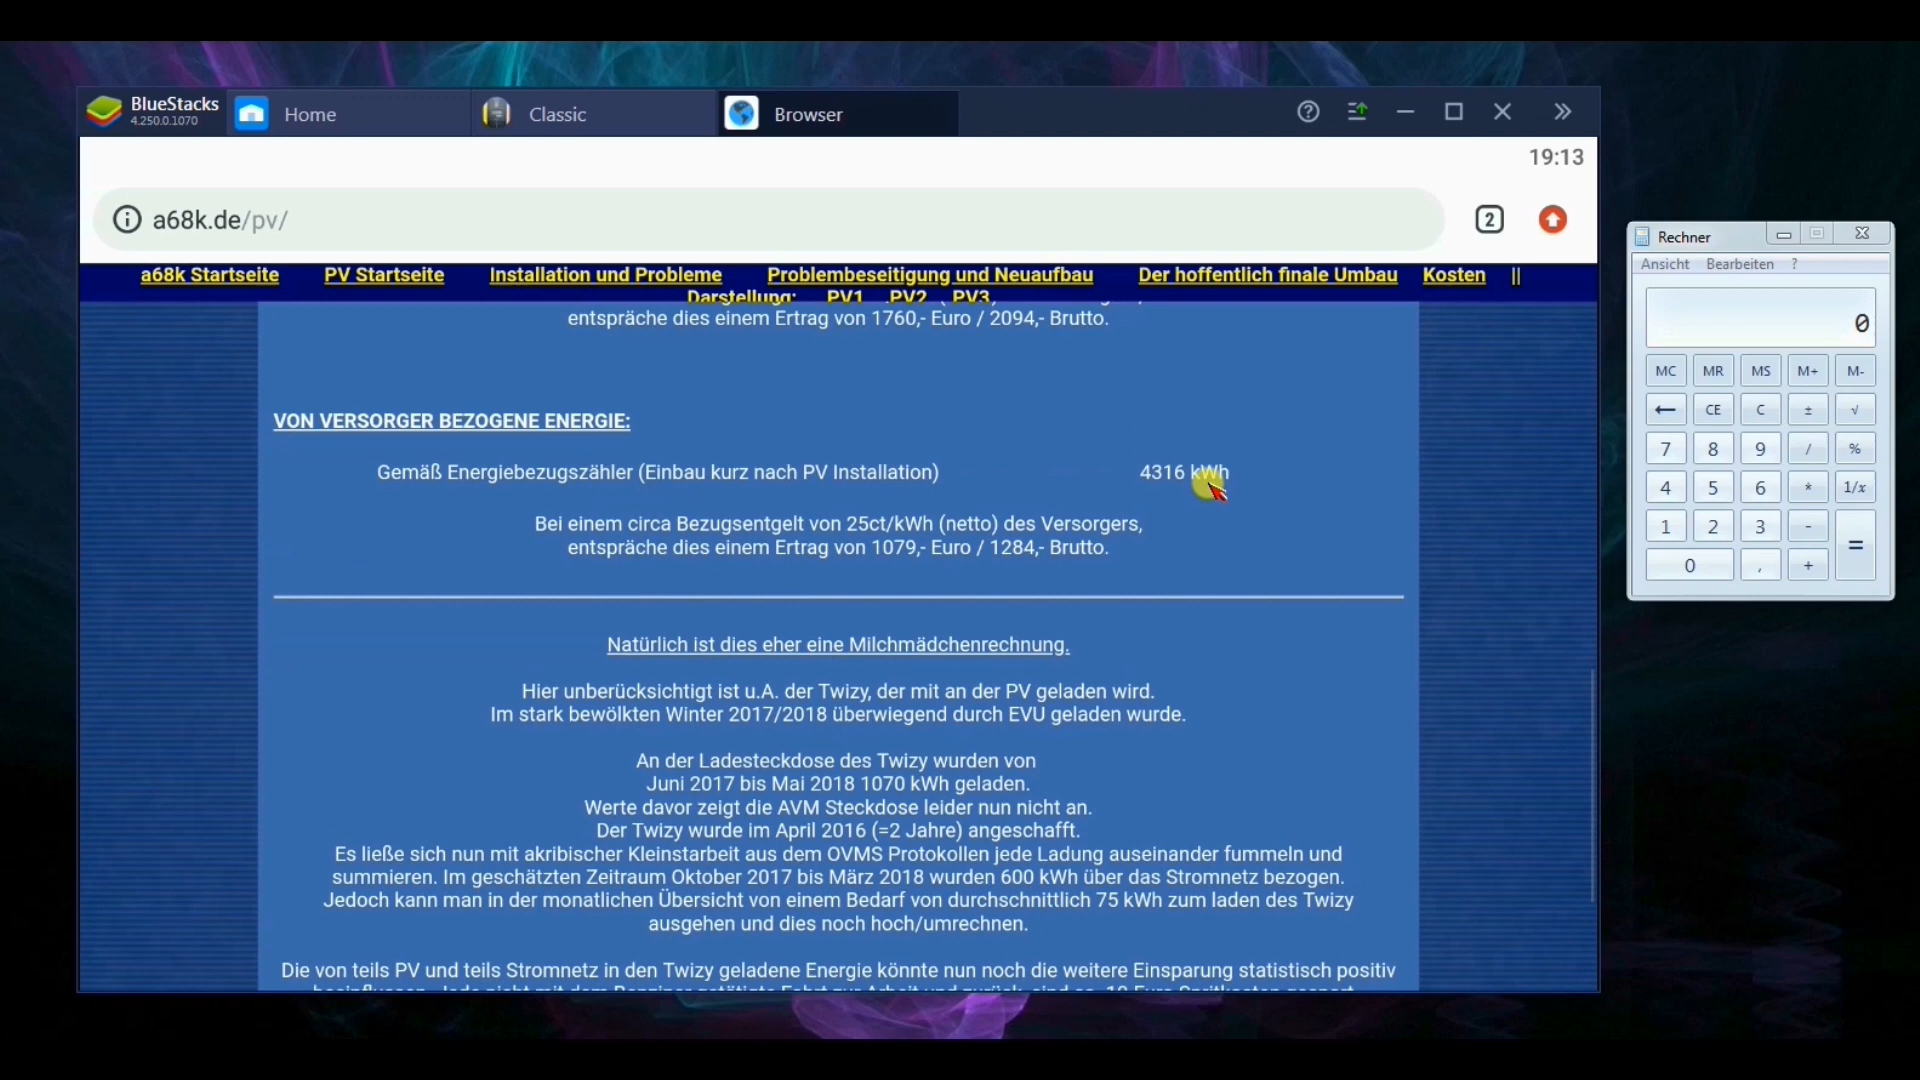 BlueStacks
4.250.0.1070
Home
Classic
Browser
19:13
a68k.de/pv/
2
a68k Startseite PV Startseite Installation und Probleme Problembeseitigung und Neuaufbau Der hoffentlich finale Umbau Kosten ||
Darstellung: PV1 PV2 PV3
entspräche dies einem Ertrag von 1760,- Euro / 2094,- Brutto.
VON VERSORGER BEZOGENE ENERGIE:
Gemäß Energiebezugszähler (Einbau kurz nach PV Installation) 4316 kWh
Bei einem circa Bezugsentgelt von 25ct/kWh (netto) des Versorgers,
entspräche dies einem Ertrag von 1079,- Euro / 1284,- Brutto.
Natürlich ist dies eher eine Milchmädchenrechnung.
Hier unberücksichtigt ist u.A. der Twizy, der mit an der PV geladen wird.
Im stark bewölkten Winter 2017/2018 überwiegend durch EVU geladen wurde.
An der Ladesteckdose des Twizy wurden von
Juni 2017 bis Mai 2018 1070 kWh geladen.
Werte davor zeigt die AVM Steckdose leider nun nicht an.
Der Twizy wurde im April 2016 (=2 Jahre) angeschafft.
Es ließe sich nun mit akribischer Kleinstarbeit aus dem OVMS Protokollen jede Ladung auseinander fummeln und
summieren. Im geschätzten Zeitraum Oktober 2017 bis März 2018 wurden 600 kWh über das Stromnetz bezogen.
Jedoch kann man in der monatlichen Übersicht von einem Bedarf von durchschnittlich 75 kWh zum laden des Twizy
ausgehen und dies noch hoch/umrechnen.
Die von teils PV und teils Stromnetz in den Twizy geladene Energie könnte nun noch die weitere Einsparung statistisch positiv
Rechner
Ansicht Bearbeiten ?
0
MC MR MS M+ M-
← CE C ± √
7 8 9 / %
4 5 6 * 1/x
1 2 3 - =
0 , +